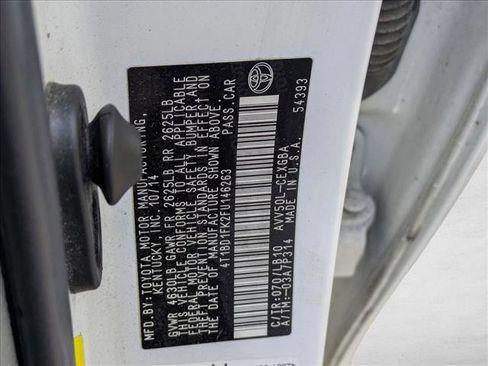 MFD.BY:TOYOTA MOTOR MANUFACTURING,
KENTUCKY, INC. 10/14
GVWR 4630LB GAWR FR 2625LB RR 2625LB
THIS VEHICLE CONFORMS TO ALL APPLICABLE
FEDERAL MOTOR VEHICLE SAFETY, BUMPER, AND
THEFT PREVENTION STANDARDS IN EFFECT ON
THE DATE OF MANUFACTURE SHOWN ABOVE.
4T1BD1FK2FU146263 PASS.CAR
C/TR:070/LB10 AVV50L-CEXGBA
A/TM:-03A/P314 MADE IN U.S.A.
54393